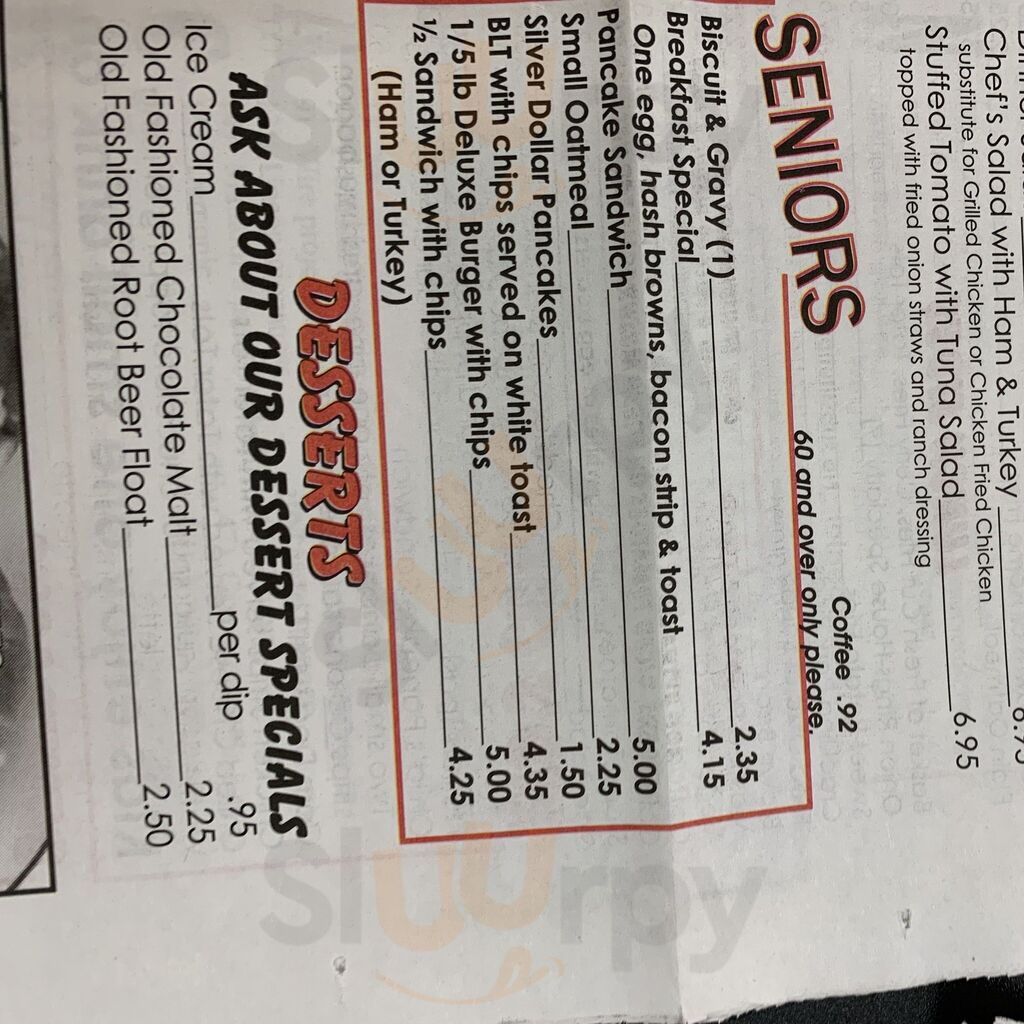 Chef's Salad with Ham & Turkey
substitute for Grilled Chicken or Chicken Fried Chicken
Stuffed Tomato with Tuna Salad 6.95
topped with fried onion straws and ranch dressing
Coffee .92
SENIORS 60 and over only please.
Biscuit & Gravy (1) 2.35
Breakfast Special 4.15
One egg, hash browns, bacon strip & toast
Pancake Sandwich 5.00
Small Oatmeal 2.25
Silver Dollar Pancakes 1.50
BLT with chips served on white toast 4.35
1/5 lb Deluxe Burger with chips 5.00
½ Sandwich with chips 4.25
(Ham or Turkey)
DESSERTS
ASK ABOUT OUR DESSERT SPECIALS
Ice Cream per dip .95
Old Fashioned Chocolate Malt 2.25
Old Fashioned Root Beer Float 2.50
Sluurpy